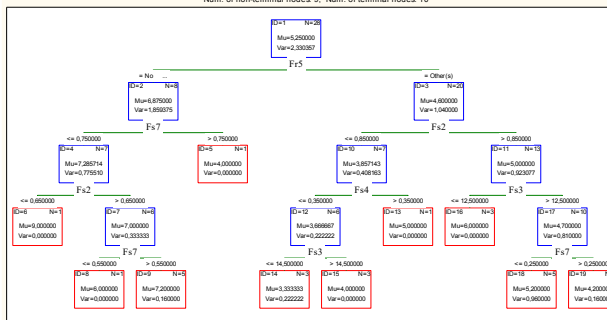 Num. of non-terminal nodes: 9, Num. of terminal nodes: 10
ID=1 N=28
Mu=5,250000
Var=2,330357
Fr5
= No ... = Other(s)
ID=2 N=8 ID=3 N=20
Mu=6,875000 Mu=4,600000
Var=1,859375 Var=1,040000
Fs7 Fs2
<= 0,750000 > 0,750000 <= 0,850000 > 0,850000
ID=4 N=7 ID=5 N=1 ID=10 N=7 ID=11 N=13
Mu=7,285714 Mu=4,000000 Mu=3,857143 Mu=5,000000
Var=0,775510 Var=0,000000 Var=0,408163 Var=0,923077
Fs2 Fs4 Fs3
<= 0,650000 > 0,650000 <= 0,350000 > 0,350000 <= 12,500000 > 12,500000
ID=6 N=1 ID=7 N=6 ID=12 N=6 ID=13 N=1 ID=16 N=3 ID=17 N=10
Mu=9,000000 Mu=7,000000 Mu=3,666667 Mu=5,000000 Mu=6,000000 Mu=4,700000
Var=0,000000 Var=0,333333 Var=0,222222 Var=0,000000 Var=0,000000 Var=0,810000
Fs7 Fs3 Fs7
<= 0,550000 > 0,550000 <= 14,500000 > 14,500000 <= 0,250000 > 0,250000
ID=8 N=1 ID=9 N=5 ID=14 N=3 ID=15 N=3 ID=18 N=5 ID=19 N=
Mu=6,000000 Mu=7,200000 Mu=3,333333 Mu=4,000000 Mu=5,200000 Mu=4,20000
Var=0,000000 Var=0,160000 Var=0,222222 Var=0,000000 Var=0,960000 Var=0,16000